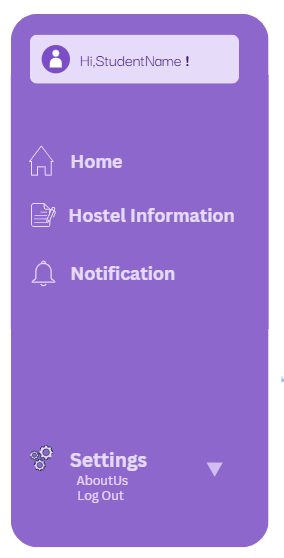 Hi,StudentName !
Home
Hostel Information
Notification
Settings
AboutUs
Log Out